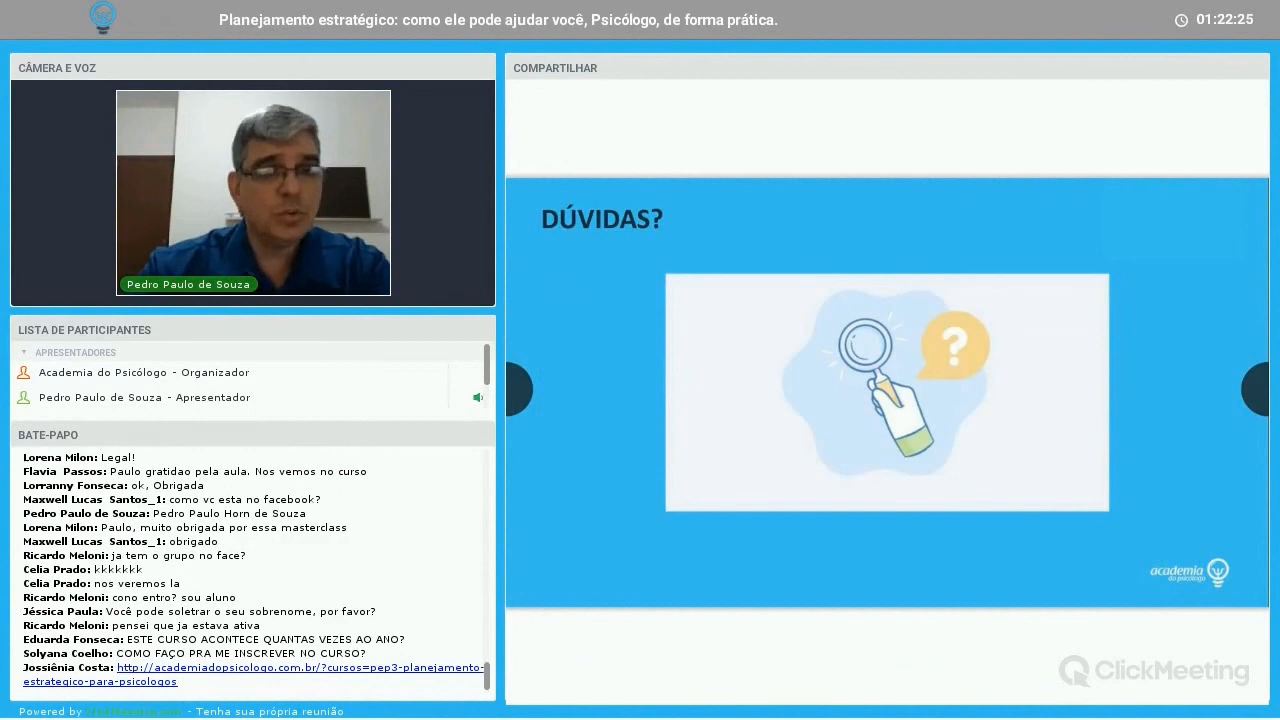 Planejamento estratégico: como ele pode ajudar você, Psicólogo, de forma prática.
01:22:25
CÂMERA E VOZ
Pedro Paulo de Souza
LISTA DE PARTICIPANTES
APRESENTADORES
Academia do Psicólogo - Organizador
Pedro Paulo de Souza - Apresentador
BATE-PAPO
Lorena Milon: Legal!
Flavia Passos: Paulo gratidao pela aula. Nos vemos no curso
Lorranny Fonseca: ok, Obrigada
Maxwell Lucas Santos_1: como vc esta no facebook?
Pedro Paulo de Souza: Pedro Paulo Horn de Souza
Lorena Milon: Paulo, muito obrigada por essa masterclass
Maxwell Lucas Santos_1: obrigado
Ricardo Meloni: ja tem o grupo no face?
Celia Prado: kkkkkkk
Celia Prado: nos veremos la
Ricardo Meloni: cono entro? sou aluno
Jéssica Paula: Você pode soletrar o seu sobrenome, por favor?
Ricardo Meloni: pensei que ja estava ativa
Eduarda Fonseca: ESTE CURSO ACONTECE QUANTAS VEZES AO ANO?
Solyana Coelho: COMO FAÇO PRA ME INSCREVER NO CURSO?
Jossiênia Costa: http://academiadopsicologo.com.br/?cursos=pep3-planejamento-
estrategico-para-psicologos
Powered by - Tenha sua própria reunião
COMPARTILHAR
DÚVIDAS?
?
academia
do psicólogo
ClickMeeting